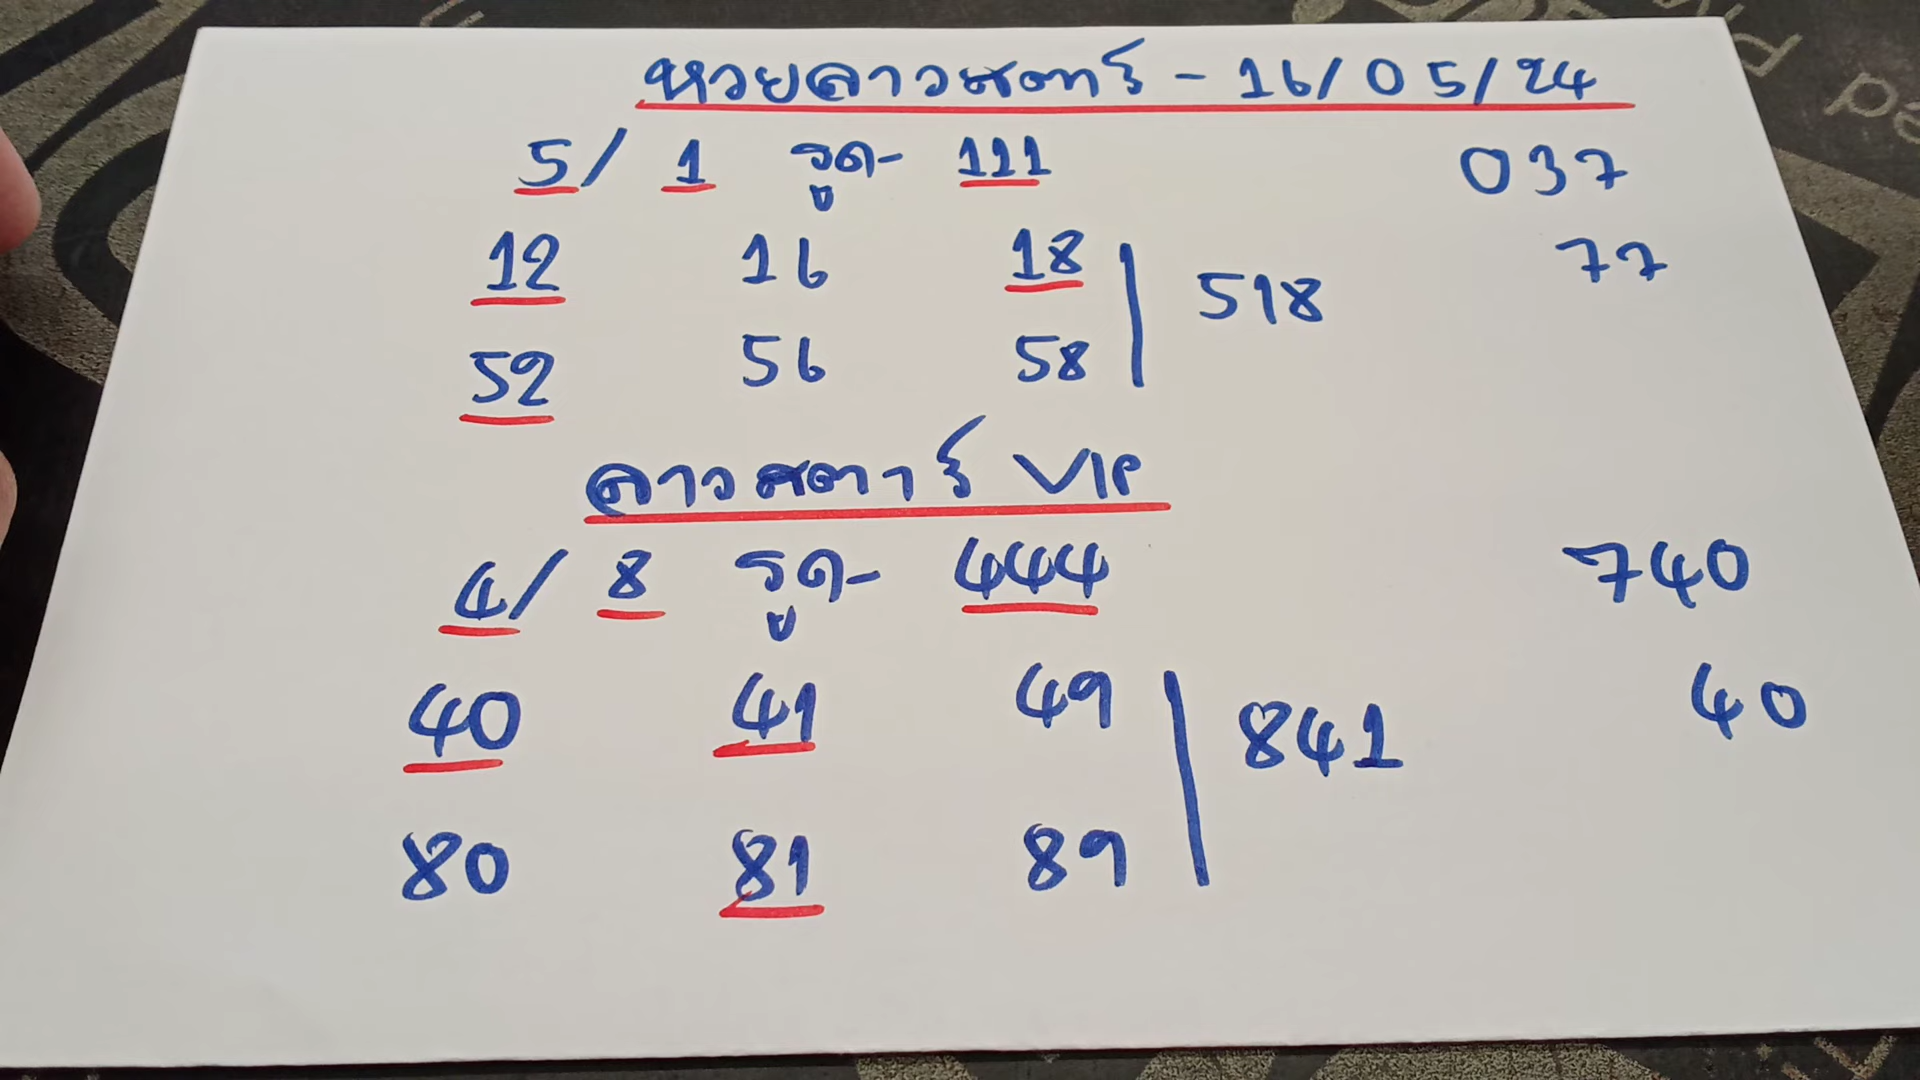 หวยลาวสตาร์ - 16/05/24
5/ 1 รูด- 111 037
12 16 18 518 77
52 56 58
ลาวสตาร์ VIP
4/ 8 รูด- 444 740
40 41 49 841 40
80 81 89